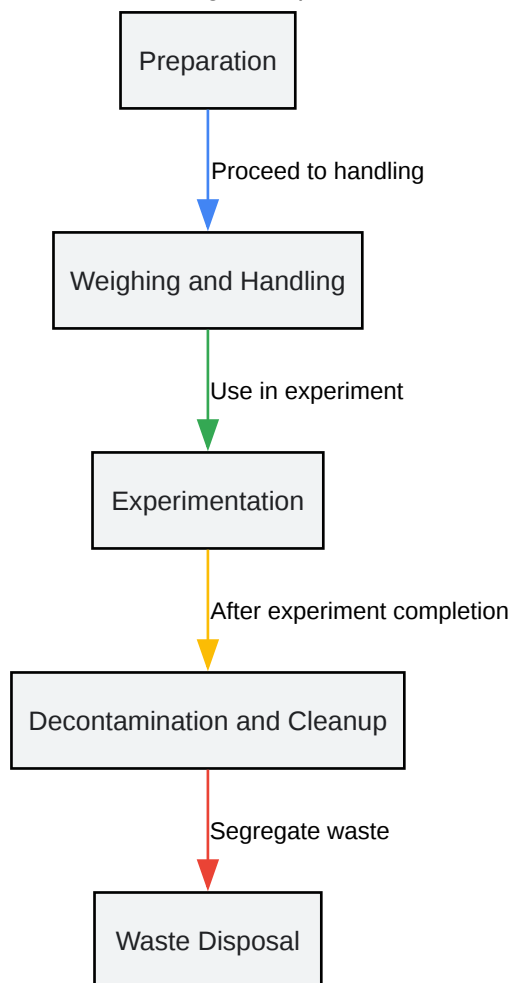 Preparation
Proceed to handling
Weighing and Handling
Use in experiment
Experimentation
After experiment completion
Decontamination and Cleanup
Segregate waste
Waste Disposal